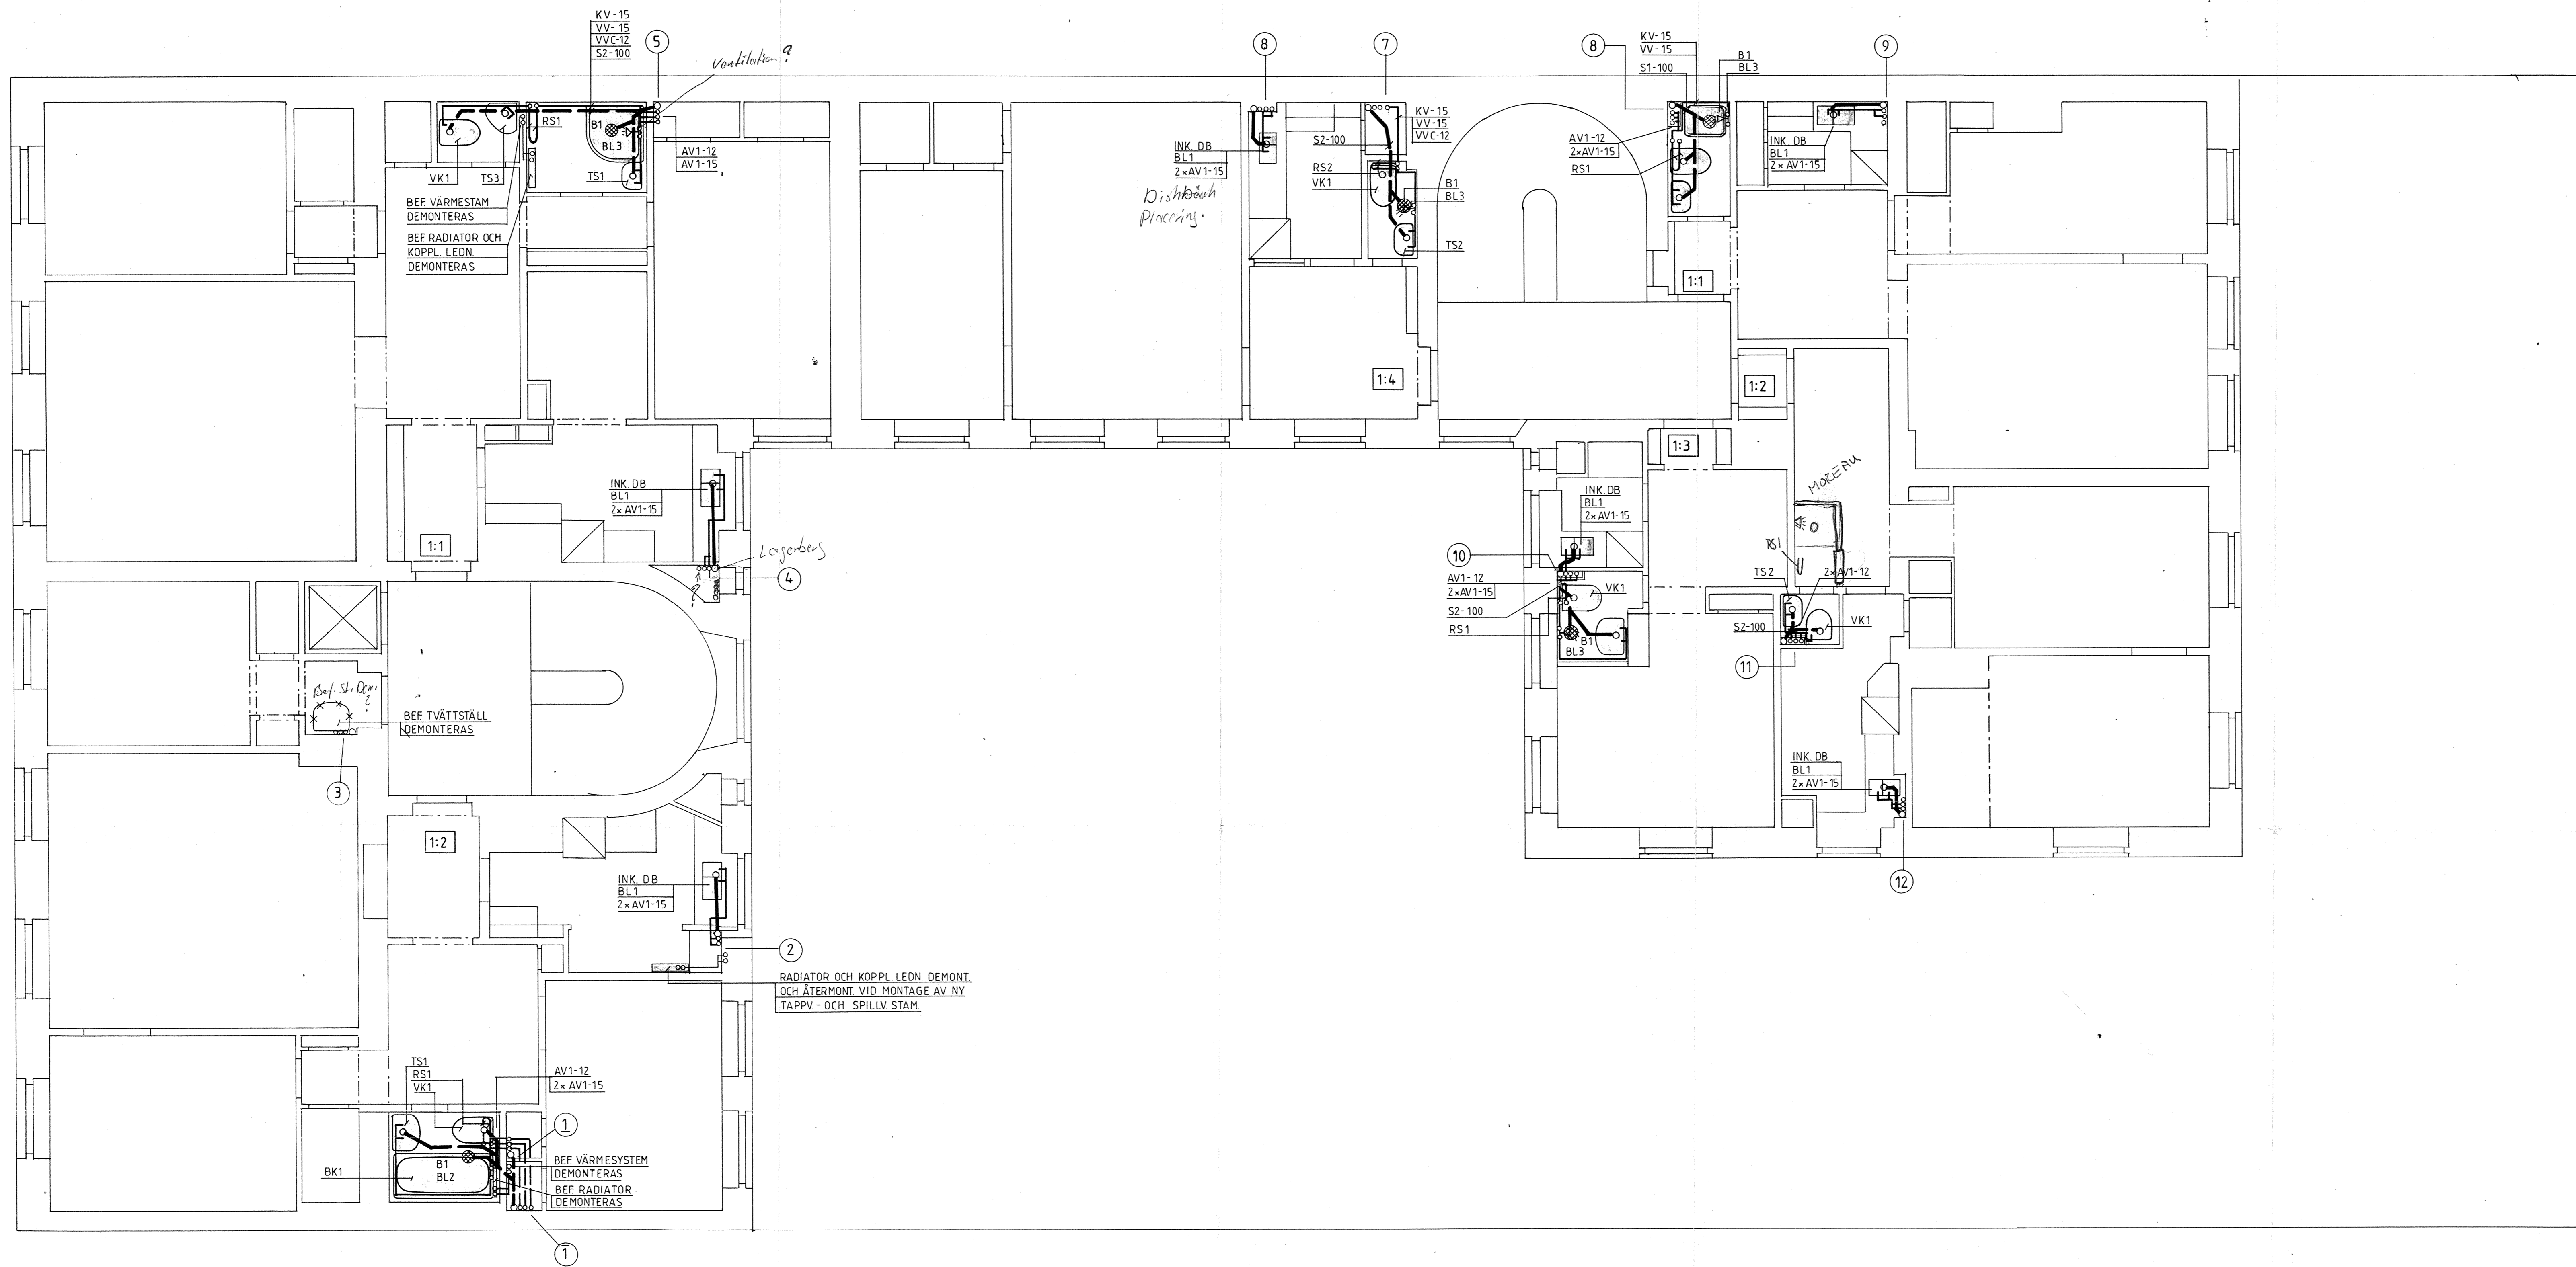 KV-15
VV-15
VVC-12
S2-100
5
ventilation?
B1
BL3
RS1
TS1
VK1
TS3
AV1-12
AV1-15
BEF. VÄRMESTAM
DEMONTERAS
BEF. RADIATOR OCH
KOPPL. LEDN.
DEMONTERAS
8
7
KV-15
VV-15
VVC-12
S2-100
INK. DB
BL1
2×AV1-15
RS2
VK1
B1
BL3
TS2
Diskbänk
Placering.
1:4
8
KV-15
VV-15
S1-100
B1
BL3
9
AV1-12
2×AV1-15
RS1
INK. DB
BL1
2×AV1-15
1:1
1:2
1:3
INK. DB
BL1
2×AV1-15
1:1
Lagerberg
4
?
Bef. St. Dem.
?
BEF. TVÄTTSTÄLL
DEMONTERAS
3
1:2
INK. DB
BL1
2×AV1-15
2
RADIATOR OCH KOPPL. LEDN. DEMONT.
OCH ÅTERMONT. VID MONTAGE AV NY
TAPPV.- OCH SPILLV. STAM.
TS1
RS1
VK1
AV1-12
2×AV1-15
1
BK1
B1
BL2
BEF. VÄRMESYSTEM
DEMONTERAS
BEF. RADIATOR
DEMONTERAS
1
INK. DB
BL1
2×AV1-15
10
AV1-12
2×AV1-15
S2-100
RS1
VK1
B1
BL3
MOREAU
RS1
TS2
2×AV1-12
S2-100
VK1
11
INK. DB
BL1
2×AV1-15
12